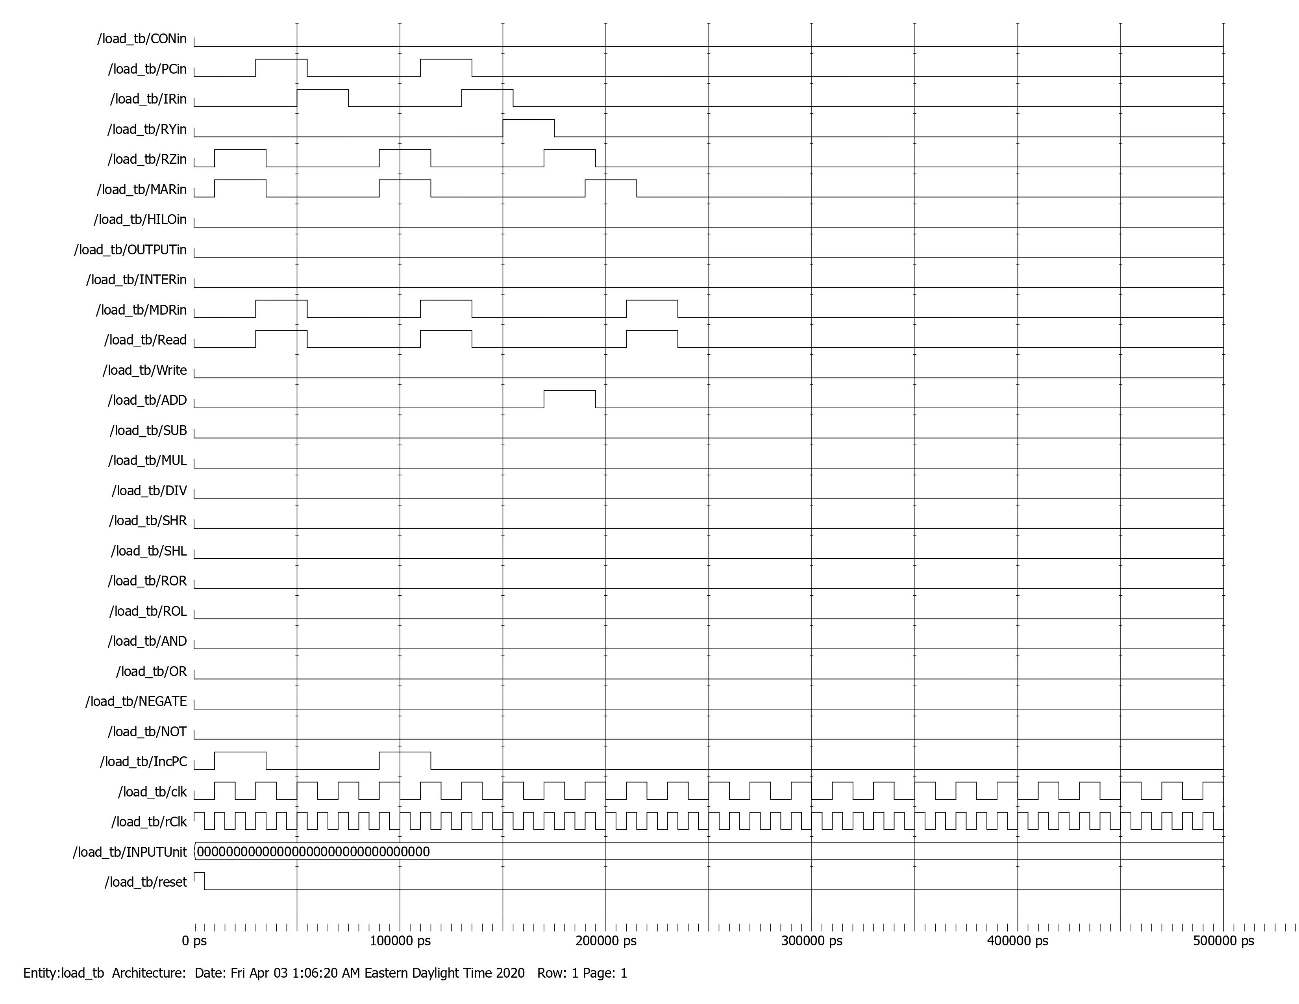 /load_tb/CONin
/load_tb/PCin
/load_tb/IRin
/load_tb/RYin
/load_tb/RZin
/load_tb/MARin
/load_tb/HILOin
/load_tb/OUTPUTin
/load_tb/INTERin
/load_tb/MDRin
/load_tb/Read
/load_tb/Write
/load_tb/ADD
/load_tb/SUB
/load_tb/MUL
/load_tb/DIV
/load_tb/SHR
/load_tb/SHL
/load_tb/ROR
/load_tb/ROL
/load_tb/AND
/load_tb/OR
/load_tb/NEGATE
/load_tb/NOT
/load_tb/IncPC
/load_tb/clk
/load_tb/rClk
/load_tb/INPUTUnit 00000000000000000000000000000000
/load_tb/reset
0 ps 100000 ps 200000 ps 300000 ps 400000 ps 500000 ps
Entity:load_tb Architecture: Date: Fri Apr 03 1:06:20 AM Eastern Daylight Time 2020 Row: 1 Page: 1